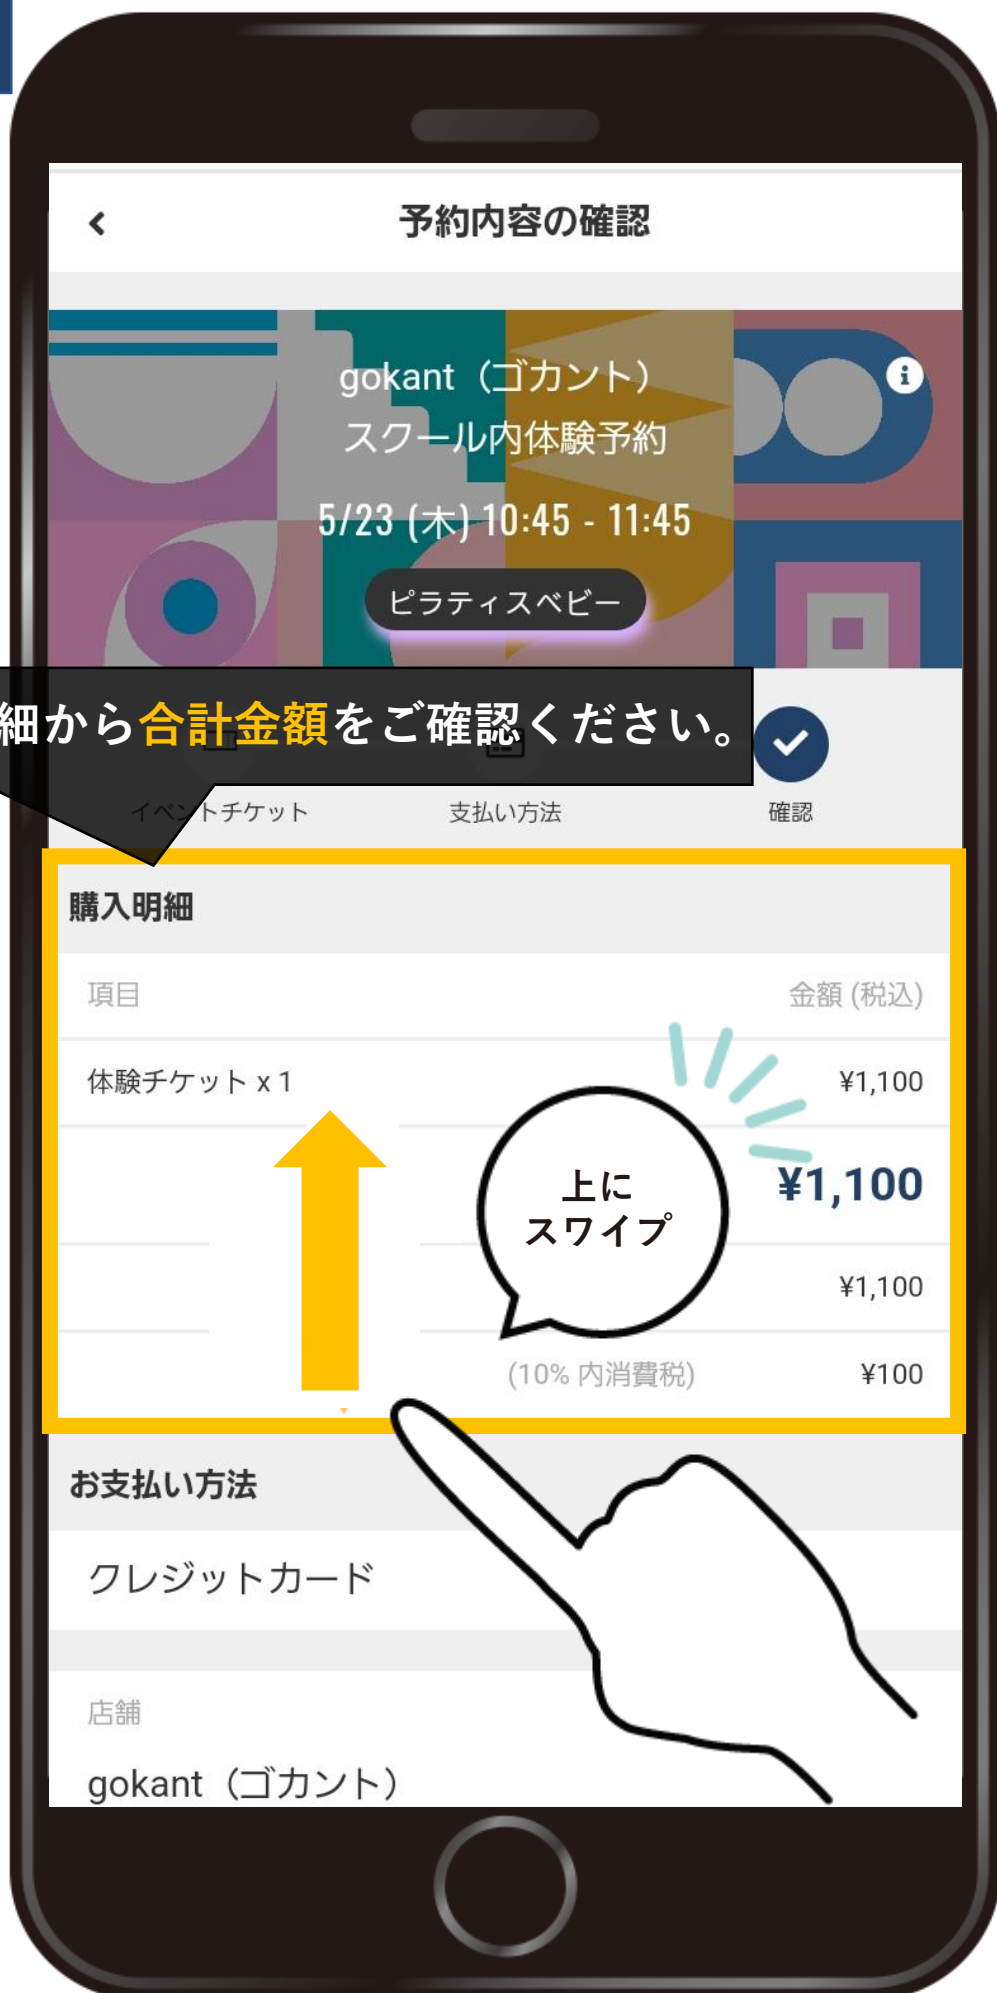 予約内容の確認
gokant（ゴカント）
スクール内体験予約
5/23 (木) 10:45 - 11:45
ピラティスベビー
細から合計金額をご確認ください。
イベントチケット
支払い方法
確認
購入明細
項目
金額 (税込)
体験チケット x 1
¥1,100
¥1,100
上に
スワイプ
¥1,100
(10% 内消費税)
¥100
お支払い方法
クレジットカード
店舗
gokant（ゴカント）